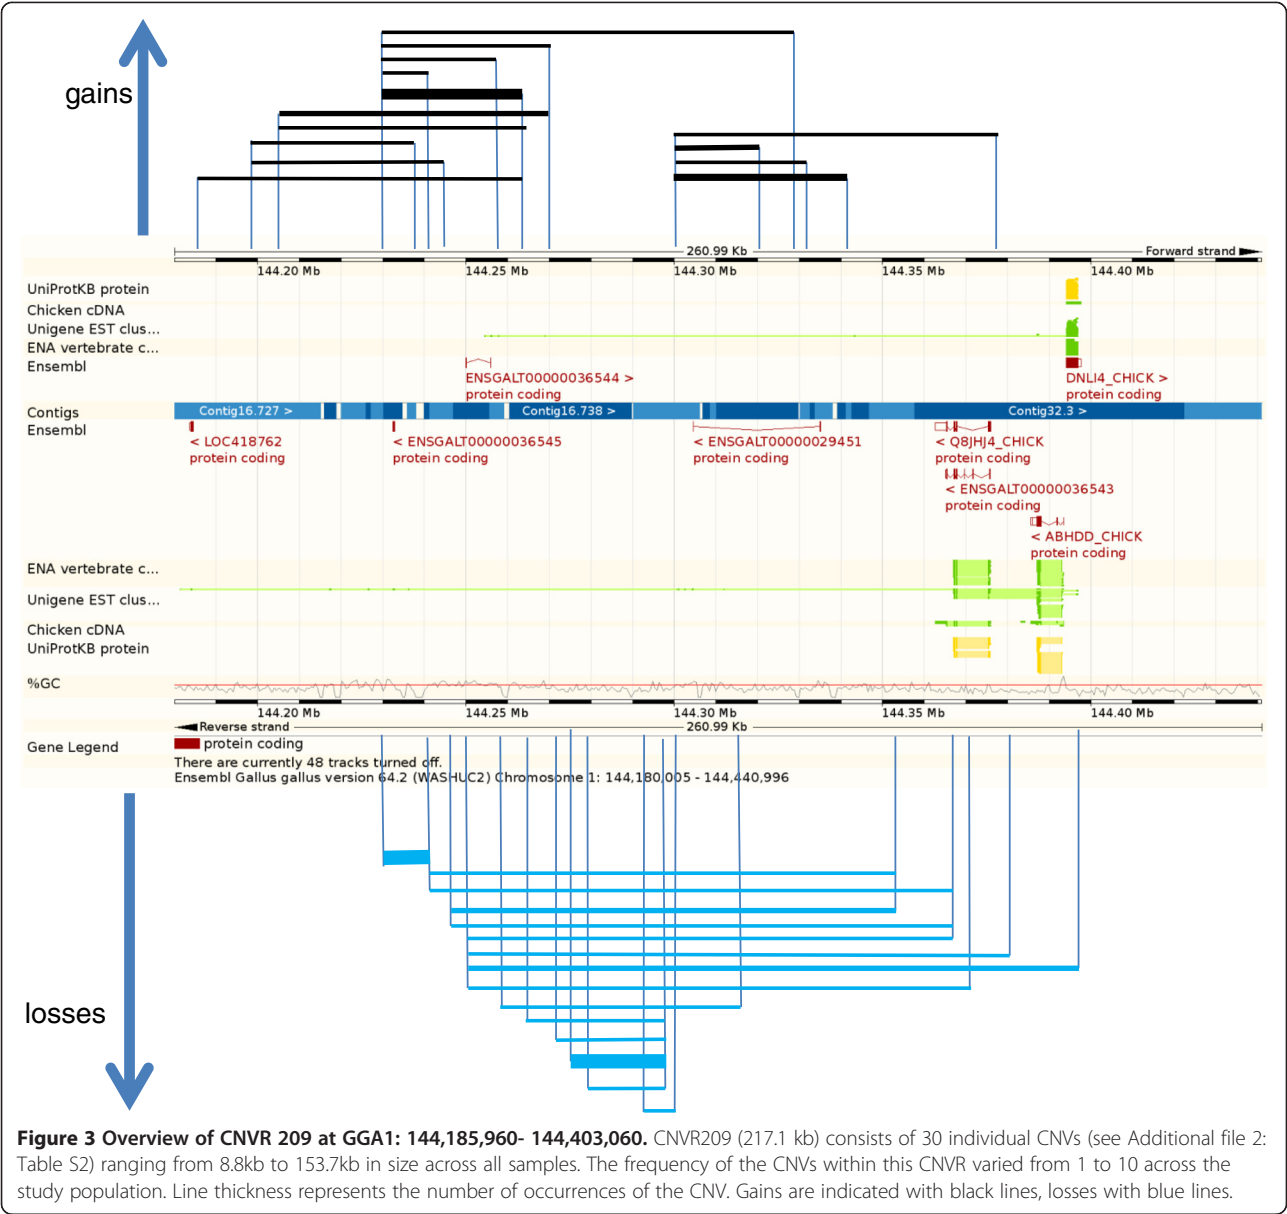 gains
260.99 Kb Forward strand
144.20 Mb 144.25 Mb 144.30 Mb 144.35 Mb 144.40 Mb
UniProtKB protein
Chicken cDNA
Unigene EST clus...
ENA vertebrate c...
Ensembl
ENSGALT00000036544 >
protein coding
DNLI4_CHICK >
protein coding
Contigs
Contig16.727 > Contig16.738 > Contig32.3 >
Ensembl
< LOC418762
protein coding
< ENSGALT00000036545
protein coding
< ENSGALT00000029451
protein coding
< Q8JHJ4_CHICK
protein coding
< ENSGALT00000036543
protein coding
< ABHDD_CHICK
protein coding
ENA vertebrate c...
Unigene EST clus...
Chicken cDNA
UniProtKB protein
%GC
144.20 Mb 144.25 Mb 144.30 Mb 144.35 Mb 144.40 Mb
Reverse strand 260.99 Kb
Gene Legend
protein coding
There are currently 48 tracks turned off.
Ensembl Gallus gallus version 64.2 (WASHUC2) Chromosome 1: 144,180,005 - 144,440,996
losses
Figure 3 Overview of CNVR 209 at GGA1: 144,185,960- 144,403,060. CNVR209 (217.1 kb) consists of 30 individual CNVs (see Additional file 2:
Table S2) ranging from 8.8kb to 153.7kb in size across all samples. The frequency of the CNVs within this CNVR varied from 1 to 10 across the
study population. Line thickness represents the number of occurrences of the CNV. Gains are indicated with black lines, losses with blue lines.